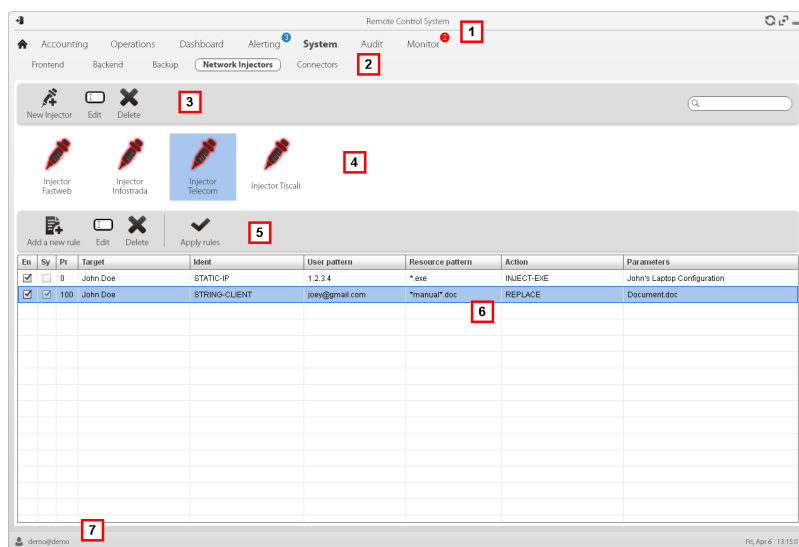 Remote Control System
1
Accounting Operations Dashboard Alerting 3 System Audit Monitor 2
Frontend Backend Backup Network Injectors Connectors
2
New Injector Edit Delete
3
Injector Fastweb
Injector Infostrada
Injector Telecom
Injector Tiscali
4
Add a new rule Edit Delete Apply rules
5
En Sy Pr Target Ident User pattern Resource pattern Action Parameters
0 John Doe STATIC-IP 1.2.3.4 *.exe INJECT-EXE John's Laptop Configuration
100 John Doe STRING-CLIENT joey@gmail.com *manual*.doc REPLACE Document.doc
6
7
demo@demo
Fri, Apr 6 13:15:0